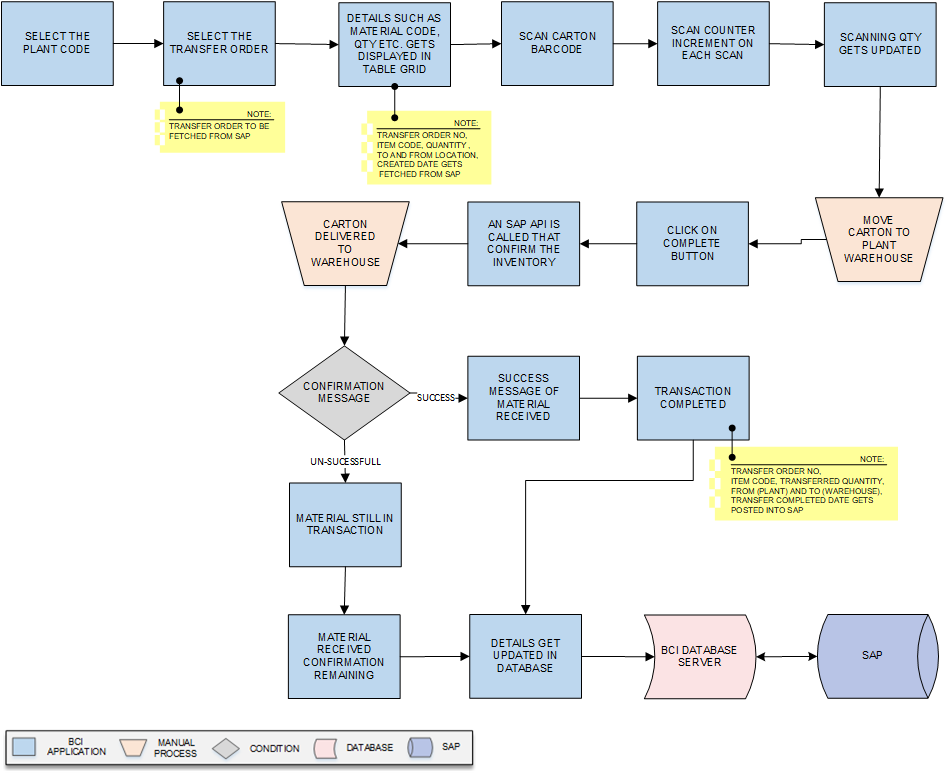 SELECT THE
PLANT CODE
SELECT THE
TRANSFER ORDER
DETAILS SUCH AS
MATERIAL CODE,
QTY ETC. GETS
DISPLAYED IN
TABLE GRID
SCAN CARTON
BARCODE
SCAN COUNTER
INCREMENT ON
EACH SCAN
SCANNING QTY
GETS UPDATED
NOTE:
TRANSFER ORDER TO BE
FETCHED FROM SAP
NOTE:
TRANSFER ORDER NO,
ITEM CODE, QUANTITY ,
TO AND FROM LOCATION,
CREATED DATE GETS
FETCHED FROM SAP
CARTON
DELIVERED
TO
WAREHOUSE
AN SAP API IS
CALLED THAT
CONFIRM THE
INVENTORY
CLICK ON
COMPLETE
BUTTON
MOVE
CARTON TO
PLANT
WAREHOUSE
CONFIRMATION
MESSAGE
SUCCESS
SUCCESS
MESSAGE OF
MATERIAL
RECEIVED
TRANSACTION
COMPLETED
UN-SUCESSFULL
NOTE:
TRANSFER ORDER NO,
ITEM CODE, TRANSFERRED QUANTITY,
FROM (PLANT) AND TO (WAREHOUSE),
TRANSFER COMPLETED DATE GETS
POSTED INTO SAP
MATERIAL STILL IN
TRANSACTION
MATERIAL
RECEIVED
CONFIRMATION
REMAINING
DETAILS GET
UPDATED IN
DATABASE
BCI DATABASE
SERVER
SAP
BCI
APPLICATION
MANUAL
PROCESS
CONDITION
DATABASE
SAP